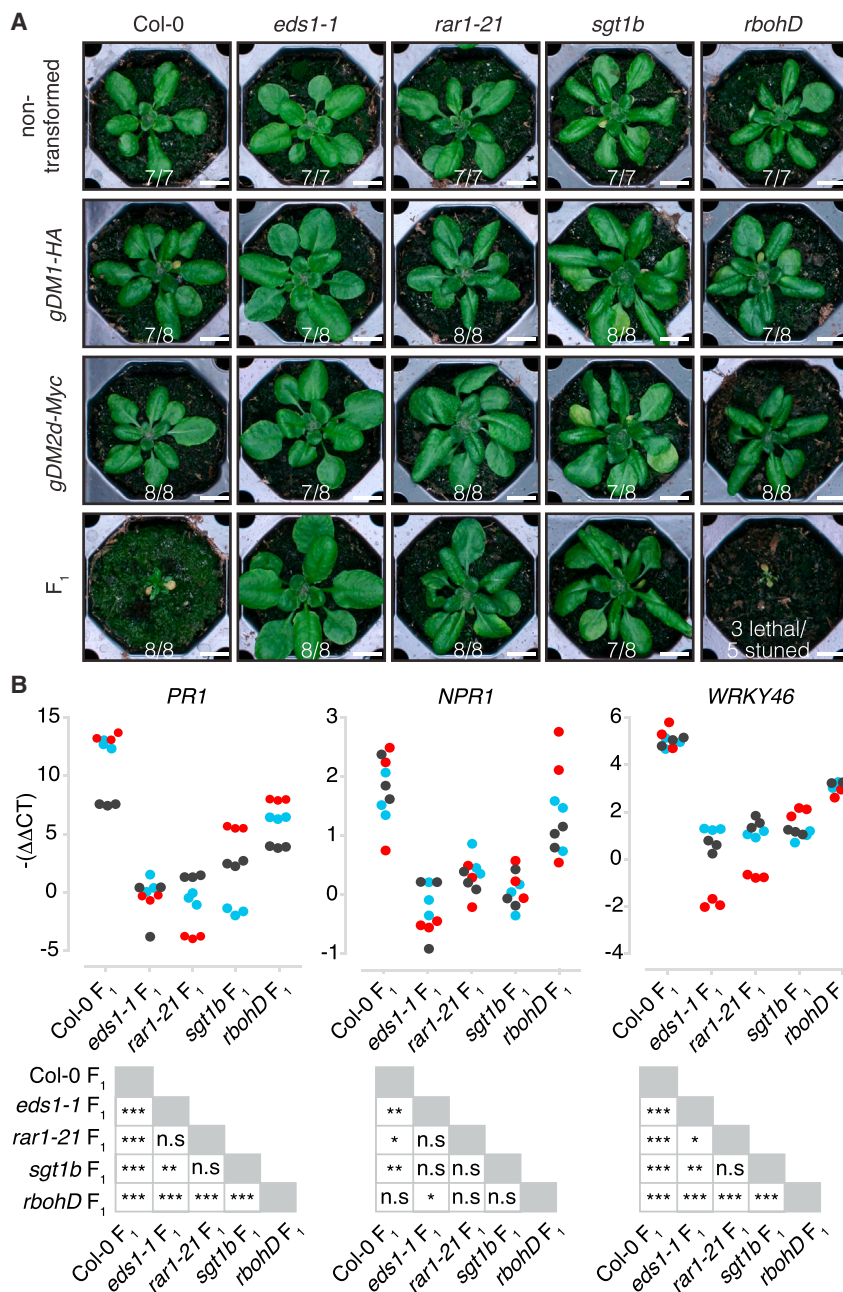 A
Col-0 eds1-1 rar1-21 sgt1b rbohD
non-
transformed
7/7 7/7 7/7 7/7 7/7
gDM1-HA
7/8 7/8 8/8 8/8 7/8
gDM2d-Myc
8/8 7/8 8/8 7/8 8/8
F1
8/8 8/8 8/8 7/8 3 lethal/
5 stuned
B
PR1 NPR1 WRKY46
-(ΔΔCT)
15
10
5
0
-5
3
2
1
0
-1
6
4
2
0
-2
-4
Col-0 F1 eds1-1 F1 rar1-21 F1 sgt1b F1 rbohD F1
Col-0 F1 eds1-1 F1 rar1-21 F1 sgt1b F1 rbohD F1
Col-0 F1 eds1-1 F1 rar1-21 F1 sgt1b F1 rbohD F
Col-0 F1
eds1-1 F1 *** ** ***
rar1-21 F1 *** n.s * n.s *** *
sgt1b F1 *** ** n.s ** n.s n.s *** ** n.s
rbohD F1 *** *** *** *** n.s * n.s n.s *** *** *** ***
Col-0 F1 eds1-1 F1 rar1-21 F1 sgt1b F1 rbohD F1
Col-0 F1 eds1-1 F1 rar1-21 F1 sgt1b F1 rbohD F1
Col-0 F1 eds1-1 F1 rar1-21 F1 sgt1b F1 rbohD F1